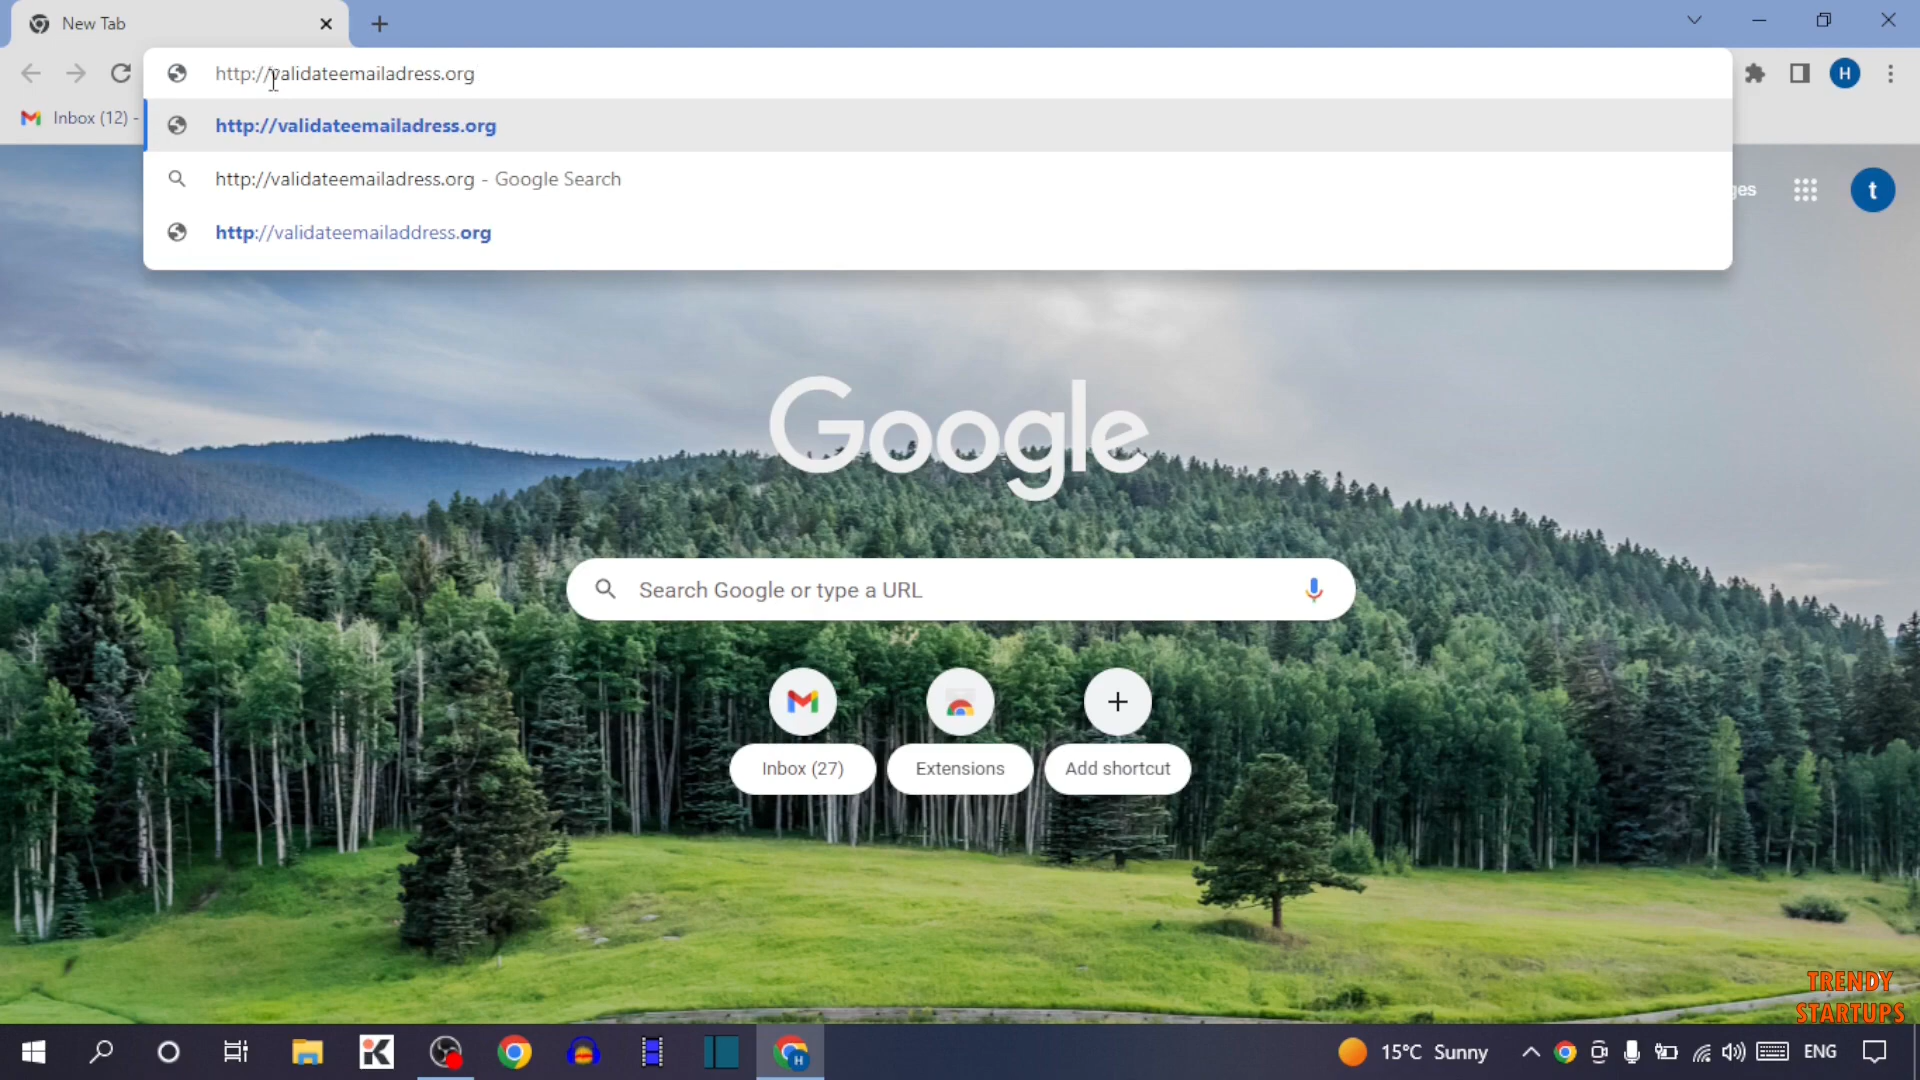 New Tab
http://validateemailadress.org
Inbox (12) -
http://validateemailadress.org
http://validateemailadress.org - Google Search
http://validateemailaddress.org
ges
t
H
Google
Search Google or type a URL
Inbox (27)
Extensions
Add shortcut
TRENDY
STARTUPS
15°C Sunny
ENG